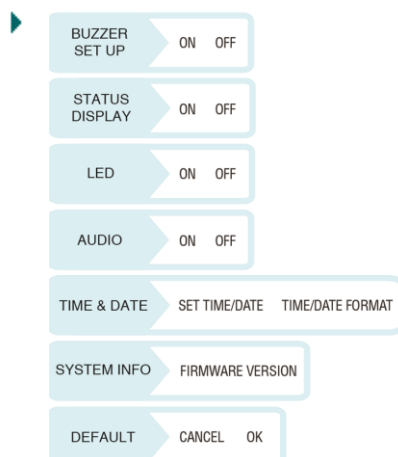 BUZZER
SET UP
ON OFF
STATUS
DISPLAY
ON OFF
LED ON OFF
AUDIO ON OFF
TIME & DATE SET TIME/DATE TIME/DATE FORMAT
SYSTEM INFO FIRMWARE VERSION
DEFAULT CANCEL OK